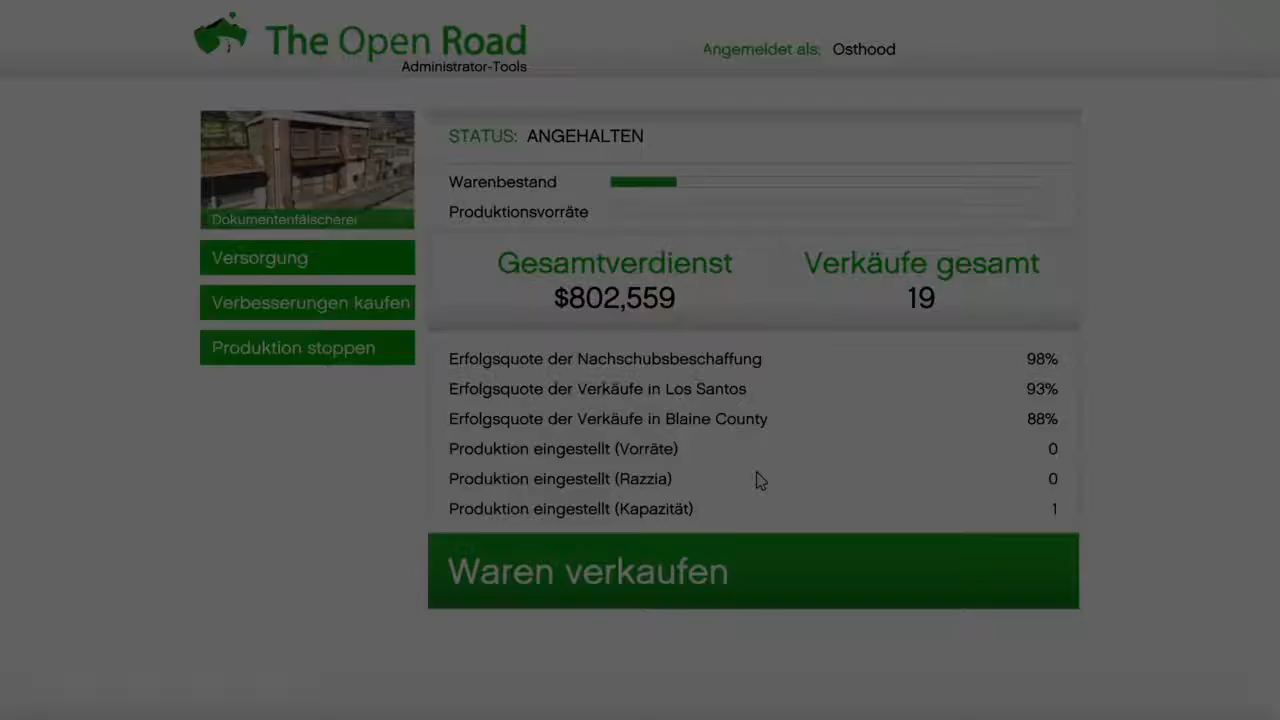 The Open Road
Administrator-Tools
Angemeldet als: Osthood
Dokumentenfälscherei
Versorgung
Verbesserungen kaufen
Produktion stoppen
STATUS: ANGEHALTEN
Warenbestand
Produktionsvorräte
Gesamtverdienst
$802,559
Verkäufe gesamt
19
Erfolgsquote der Nachschubsbeschaffung 98%
Erfolgsquote der Verkäufe in Los Santos 93%
Erfolgsquote der Verkäufe in Blaine County 88%
Produktion eingestellt (Vorräte) 0
Produktion eingestellt (Razzia) 0
Produktion eingestellt (Kapazität) 1
Waren verkaufen